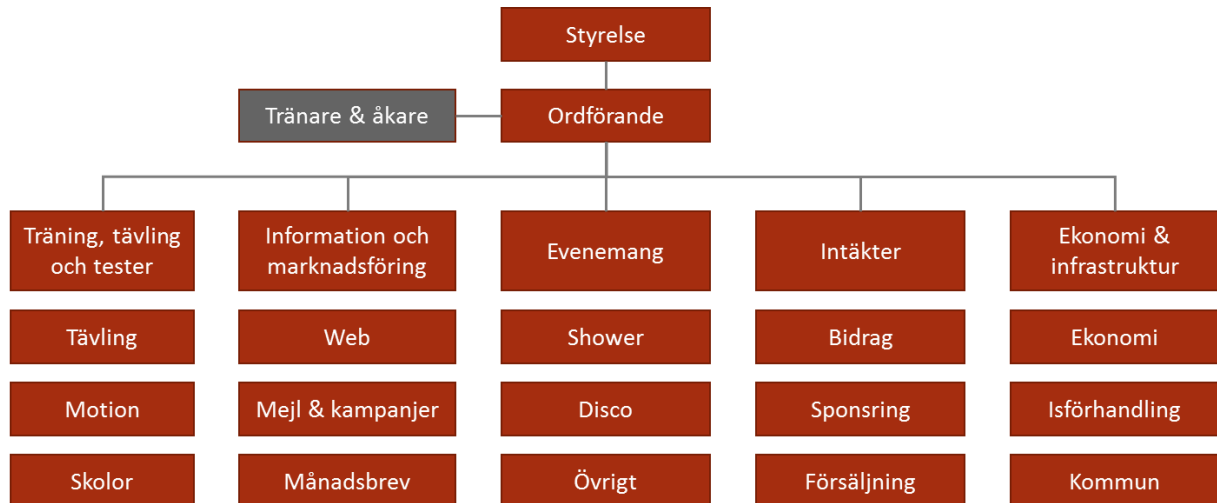 Styrelse
Tränare & åkare
Ordförande
Träning, tävling
och tester
Information och
marknadsföring
Evenemang
Intäkter
Ekonomi &
infrastruktur
Tävling
Web
Shower
Bidrag
Ekonomi
Motion
Mejl & kampanjer
Disco
Sponsring
Isförhandling
Skolor
Månadsbrev
Övrigt
Försäljning
Kommun